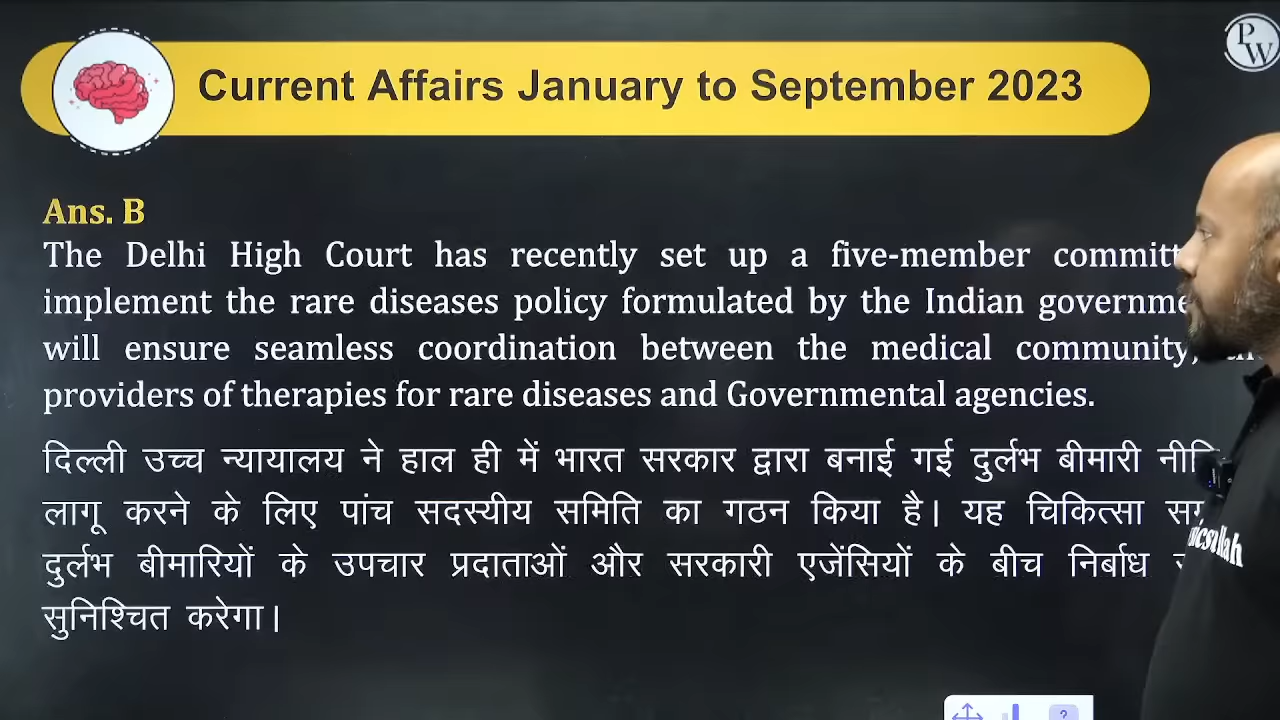 PW
Current Affairs January to September 2023
Ans. B
The Delhi High Court has recently set up a five-member
implement the rare diseases policy formulated by the Indian
will ensure seamless coordination between the medical community,
providers of therapies for rare diseases and Governmental agencies.
दिल्ली उच्च न्यायालय ने हाल ही में भारत सरकार द्वारा बनाई गई दुर्लभ बीमारी
लागू करने के लिए पांच सदस्यीय समिति का गठन किया है। यह चिकित्सा
दुर्लभ बीमारियों के उपचार प्रदाताओं और सरकारी एजेंसियों के बीच निर्बाध
सुनिश्चित करेगा।
?